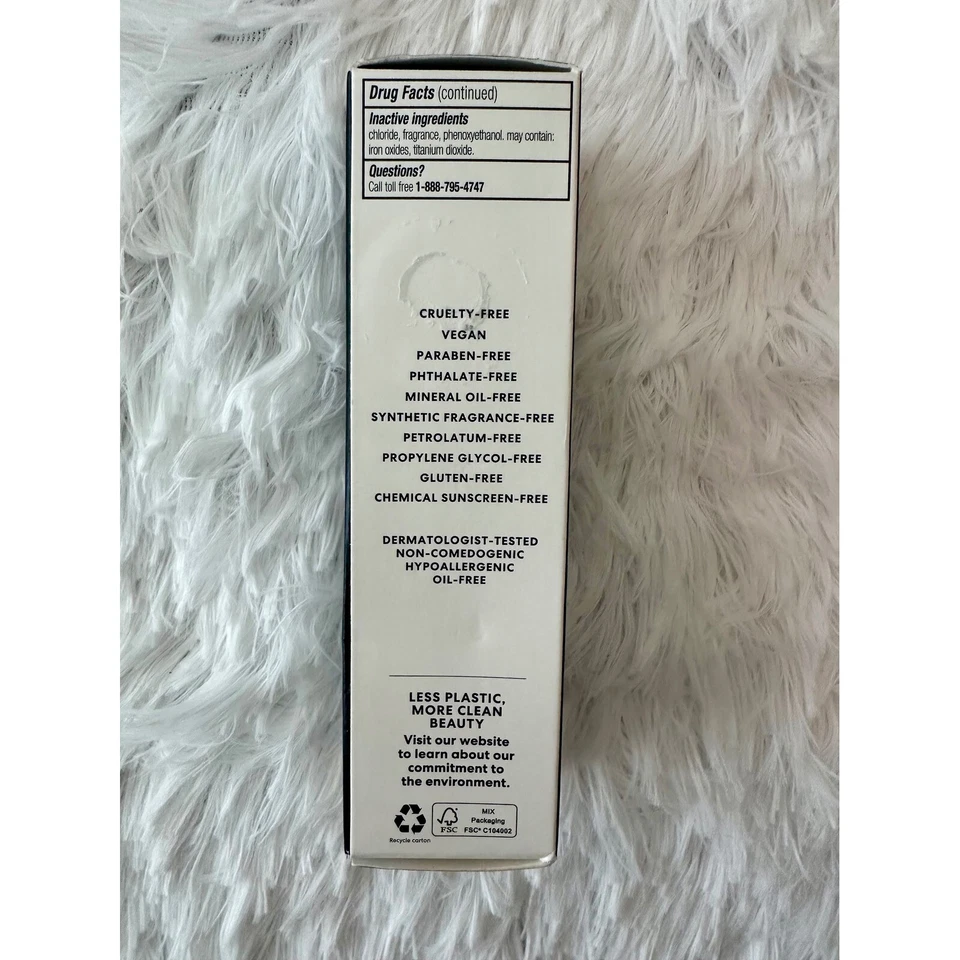 Drug Facts (continued)
Inactive ingredients
chloride, fragrance, phenoxyethanol. may contain:
iron oxides, titanium dioxide.
Questions?
Call toll free 1-888-795-4747
CRUELTY-FREE
VEGAN
PARABEN-FREE
PHTHALATE-FREE
MINERAL OIL-FREE
SYNTHETIC FRAGRANCE-FREE
PETROLATUM-FREE
PROPYLENE GLYCOL-FREE
GLUTEN-FREE
CHEMICAL SUNSCREEN-FREE
DERMATOLOGIST-TESTED
NON-COMEDOGENIC
HYPOALLERGENIC
OIL-FREE
LESS PLASTIC,
MORE CLEAN
BEAUTY
Visit our website
to learn about our
commitment to
the environment.
MIX
Packaging
FSC® C104002
FSC
Recycle carton